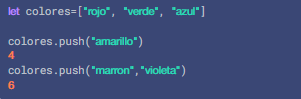 let colores=["rojo", "verde", "azul"]
colores.push("amarillo")
4
colores.push("marron","violeta")
6